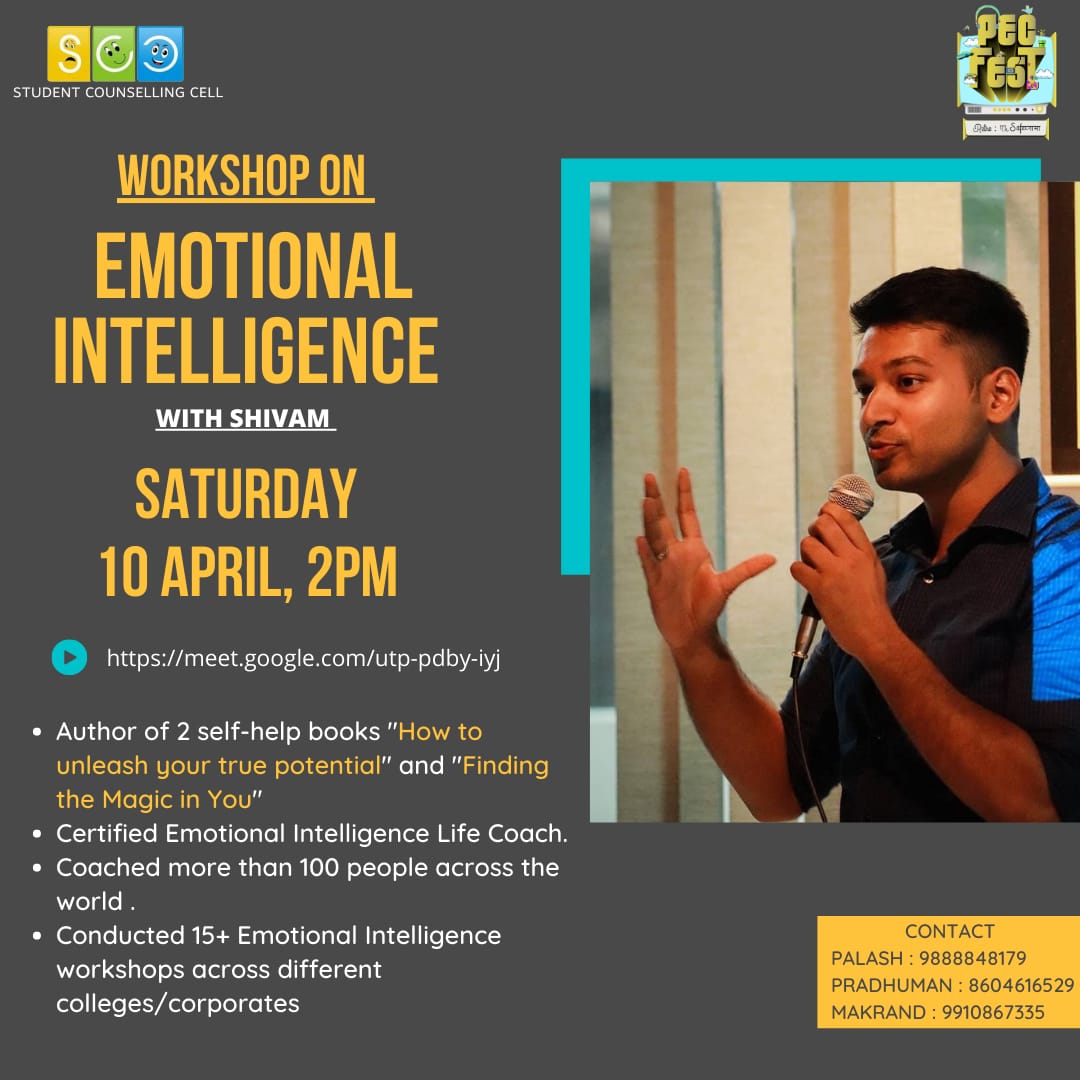 SCC
STUDENT COUNSELLING CELL
PEC
FEST
WORKSHOP ON
EMOTIONAL
INTELLIGENCE
WITH SHIVAM
SATURDAY
10 APRIL, 2PM
https://meet.google.com/utp-pdby-iyj
• Author of 2 self-help books "How to
unleash your true potential" and "Finding
the Magic in You"
• Certified Emotional Intelligence Life Coach.
• Coached more than 100 people across the
world .
• Conducted 15+ Emotional Intelligence
workshops across different
colleges/corporates
CONTACT
PALASH : 9888848179
PRADHUMAN : 8604616529
MAKRAND : 9910867335